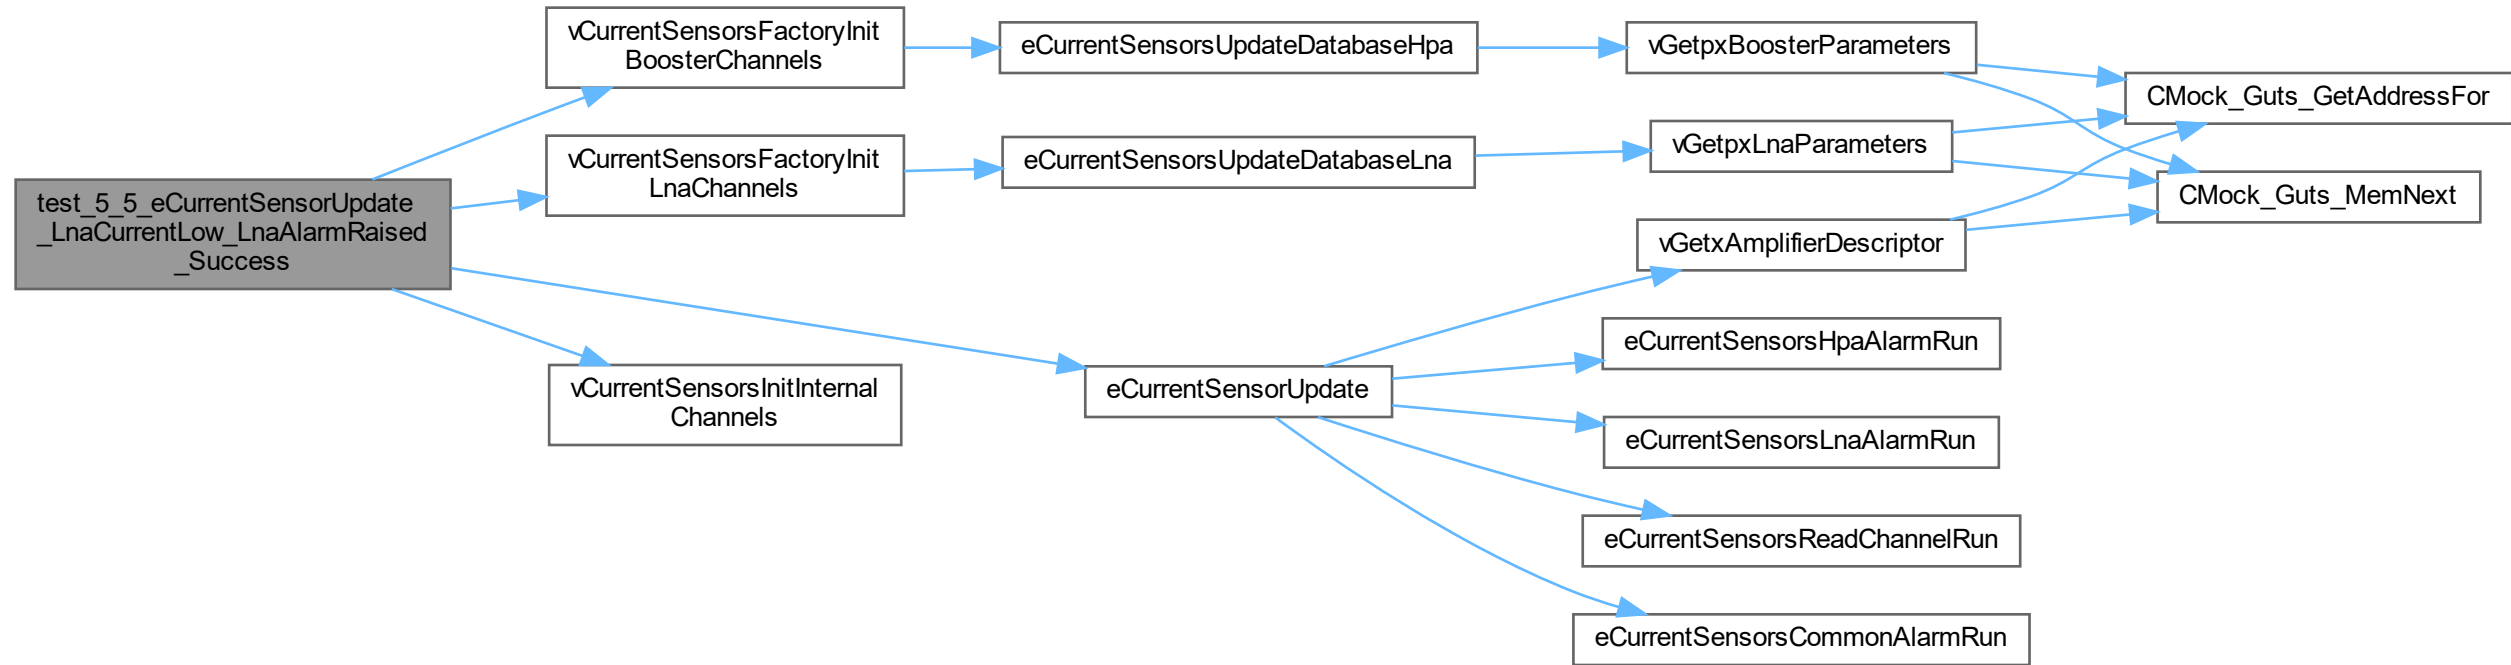 test_5_5_eCurrentSensorUpdate
_LnaCurrentLow_LnaAlarmRaised
_Success
vCurrentSensorsFactoryInit
BoosterChannels
vCurrentSensorsFactoryInit
LnaChannels
vCurrentSensorsInitInternal
Channels
eCurrentSensorsUpdateDatabaseHpa
eCurrentSensorsUpdateDatabaseLna
eCurrentSensorUpdate
vGetpxBoosterParameters
vGetpxLnaParameters
vGetxAmplifierDescriptor
eCurrentSensorsHpaAlarmRun
eCurrentSensorsLnaAlarmRun
eCurrentSensorsReadChannelRun
eCurrentSensorsCommonAlarmRun
CMock_Guts_GetAddressFor
CMock_Guts_MemNext